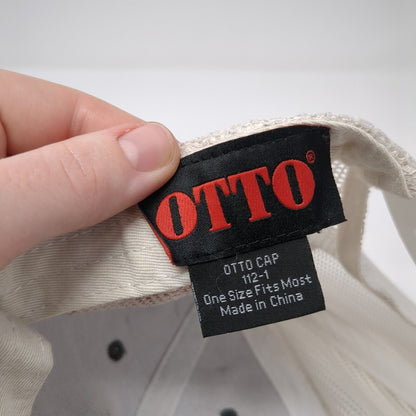 OTTO®
OTTO CAP
112-1
One Size Fits Most
Made in China